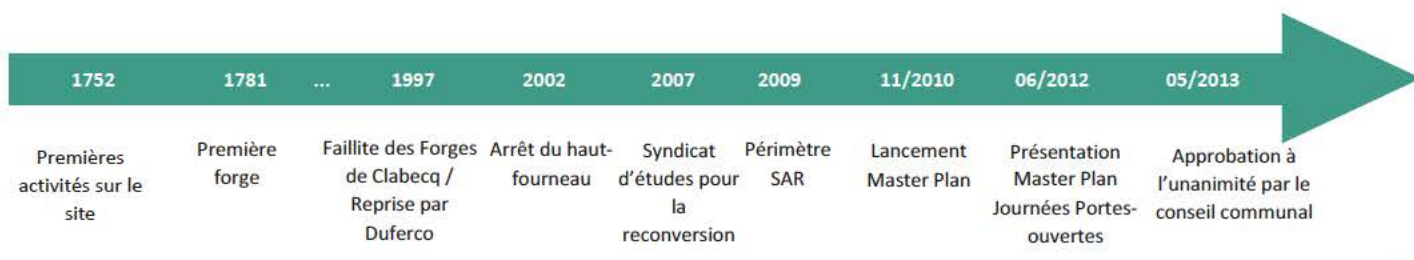 1752 1781 ... 1997 2002 2007 2009 11/2010 06/2012 05/2013
Premières
activités sur le
site
Première
forge
Faillite des Forges
de Clabecq /
Reprise par
Duferco
Arrêt du haut-
fourneau
Syndicat
d'études pour
la
reconversion
Périmètre
SAR
Lancement
Master Plan
Présentation
Master Plan
Journées Portes-
ouvertes
Approbation à
l'unanimité par le
conseil communal